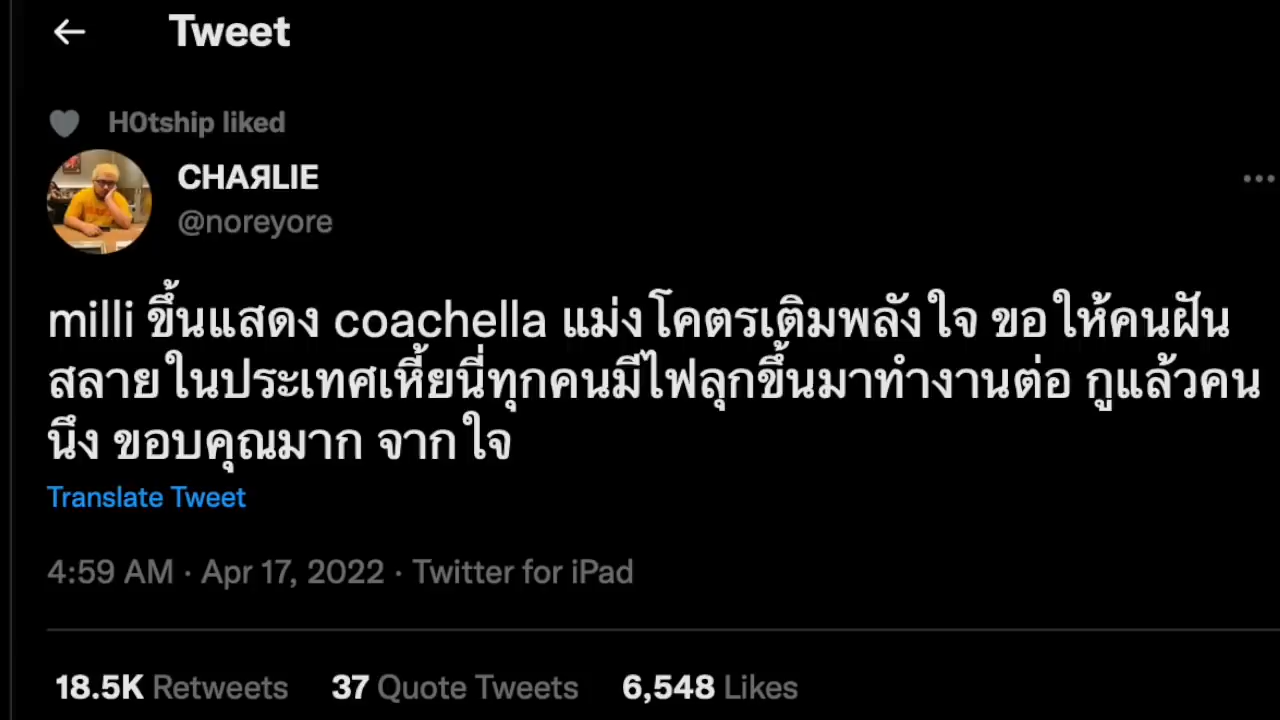 Tweet
H0tship liked
CHAЯLIE
@noreyore
milli ขึ้นแสดง coachella แม่งโคตรเติมพลังใจ ขอให้คนฝัน
สลายในประเทศเหี้ยนี่ทุกคนมีไฟลุกขึ้นมาทำงานต่อ กูแล้วคน
นึง ขอบคุณมาก จากใจ
Translate Tweet
4:59 AM · Apr 17, 2022 · Twitter for iPad
18.5K Retweets 37 Quote Tweets 6,548 Likes